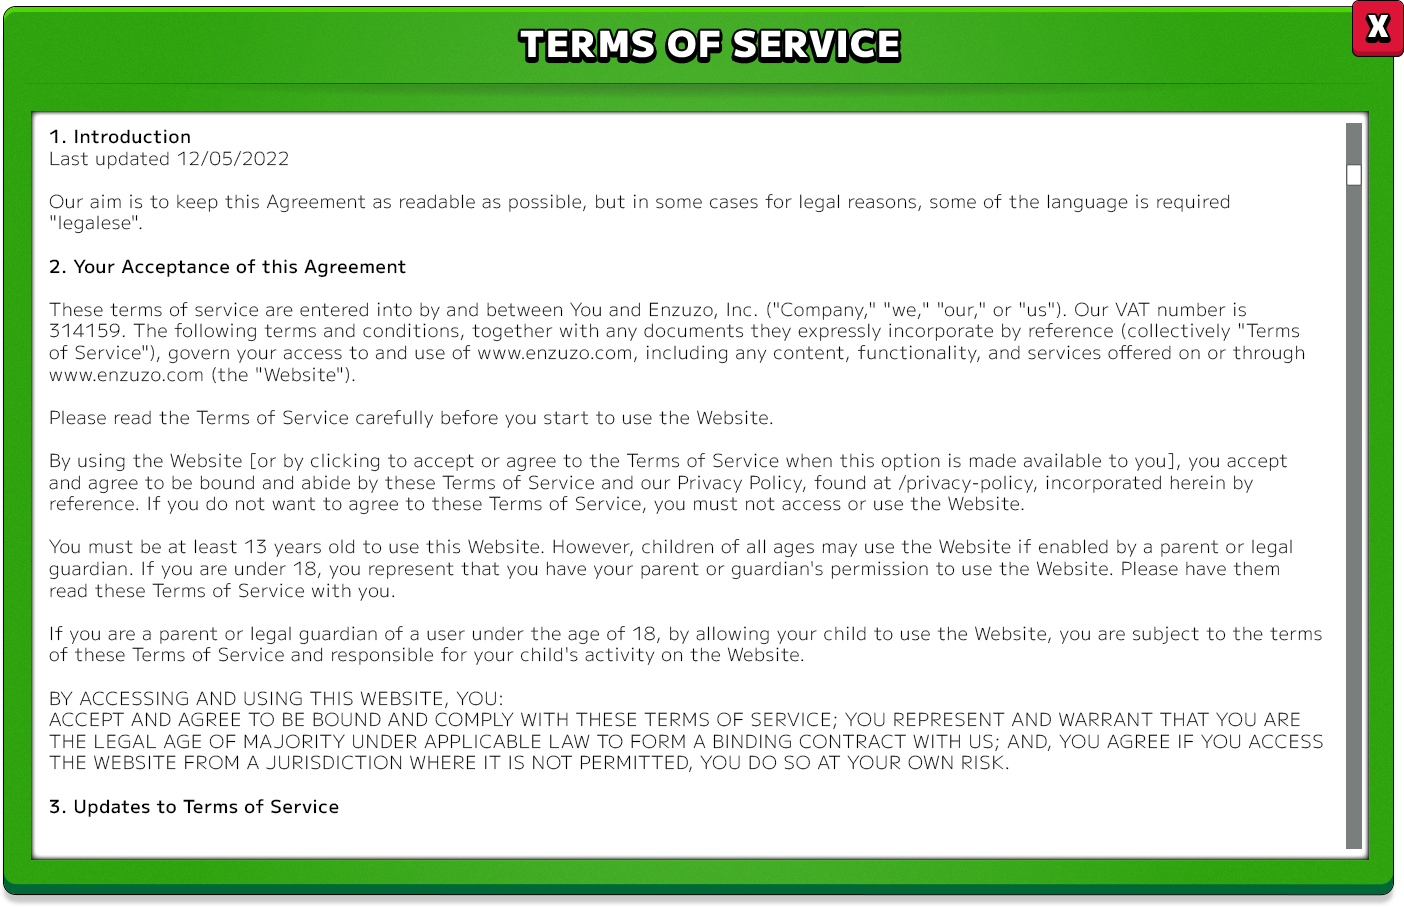 TERMS OF SERVICE
X
1. Introduction
Last updated 12/05/2022
Our aim is to keep this Agreement as readable as possible, but in some cases for legal reasons, some of the language is required
"legalese".
2. Your Acceptance of this Agreement
These terms of service are entered into by and between You and Enzuzo, Inc. ("Company," "we," "our," or "us"). Our VAT number is
314159. The following terms and conditions, together with any documents they expressly incorporate by reference (collectively "Terms
of Service"), govern your access to and use of www.enzuzo.com, including any content, functionality, and services offered on or through
www.enzuzo.com (the "Website").
Please read the Terms of Service carefully before you start to use the Website.
By using the Website [or by clicking to accept or agree to the Terms of Service when this option is made available to you], you accept
and agree to be bound and abide by these Terms of Service and our Privacy Policy, found at /privacy-policy, incorporated herein by
reference. If you do not want to agree to these Terms of Service, you must not access or use the Website.
You must be at least 13 years old to use this Website. However, children of all ages may use the Website if enabled by a parent or legal
guardian. If you are under 18, you represent that you have your parent or guardian's permission to use the Website. Please have them
read these Terms of Service with you.
If you are a parent or legal guardian of a user under the age of 18, by allowing your child to use the Website, you are subject to the terms
of these Terms of Service and responsible for your child's activity on the Website.
BY ACCESSING AND USING THIS WEBSITE, YOU:
ACCEPT AND AGREE TO BE BOUND AND COMPLY WITH THESE TERMS OF SERVICE; YOU REPRESENT AND WARRANT THAT YOU ARE
THE LEGAL AGE OF MAJORITY UNDER APPLICABLE LAW TO FORM A BINDING CONTRACT WITH US; AND, YOU AGREE IF YOU ACCESS
THE WEBSITE FROM A JURISDICTION WHERE IT IS NOT PERMITTED, YOU DO SO AT YOUR OWN RISK.
3. Updates to Terms of Service